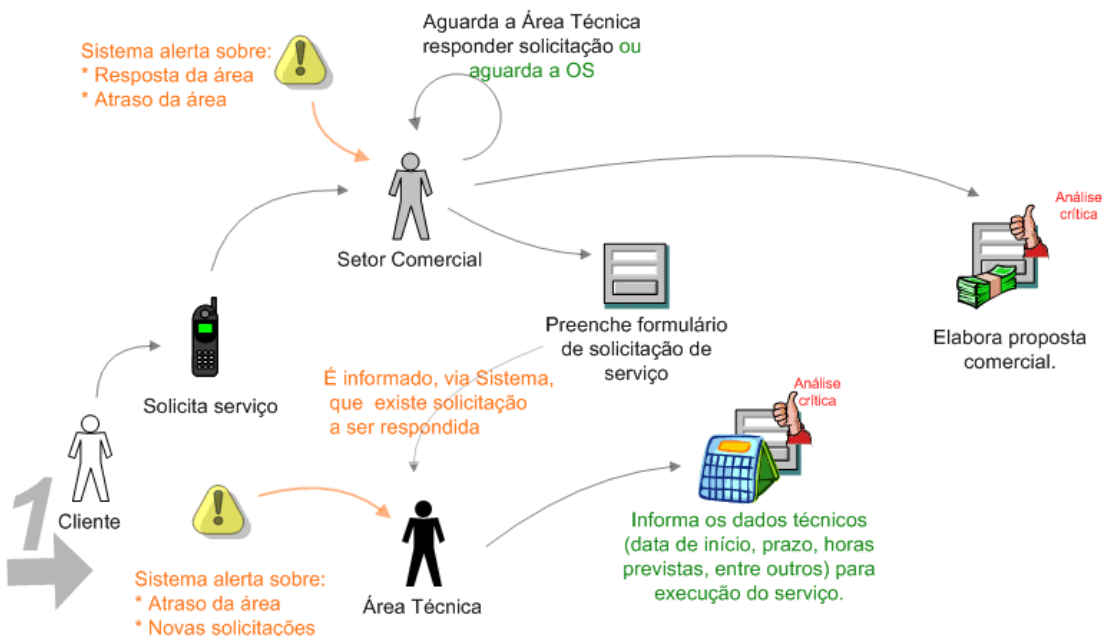 Aguarda a Área Técnica
responder solicitação ou
aguarda a OS
Sistema alerta sobre:
* Resposta da área
* Atraso da área
Setor Comercial
Análise
crítica
Elabora proposta
comercial.
Preenche formulário
de solicitação de
serviço
Solicita serviço
É informado, via Sistema,
que existe solicitação
a ser respondida
Análise
crítica
1
Cliente
Informa os dados técnicos
(data de início, prazo, horas
previstas, entre outros) para
execução do serviço.
Sistema alerta sobre:
* Atraso da área
* Novas solicitações
Área Técnica